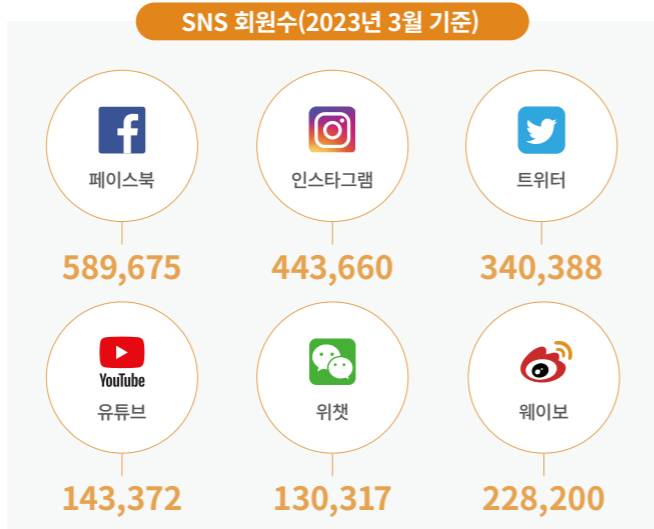 SNS 회원수(2023년 3월 기준)
페이스북 인스타그램 트위터
589,675 443,660 340,388
YouTube
유튜브 위챗 웨이보
143,372 130,317 228,200